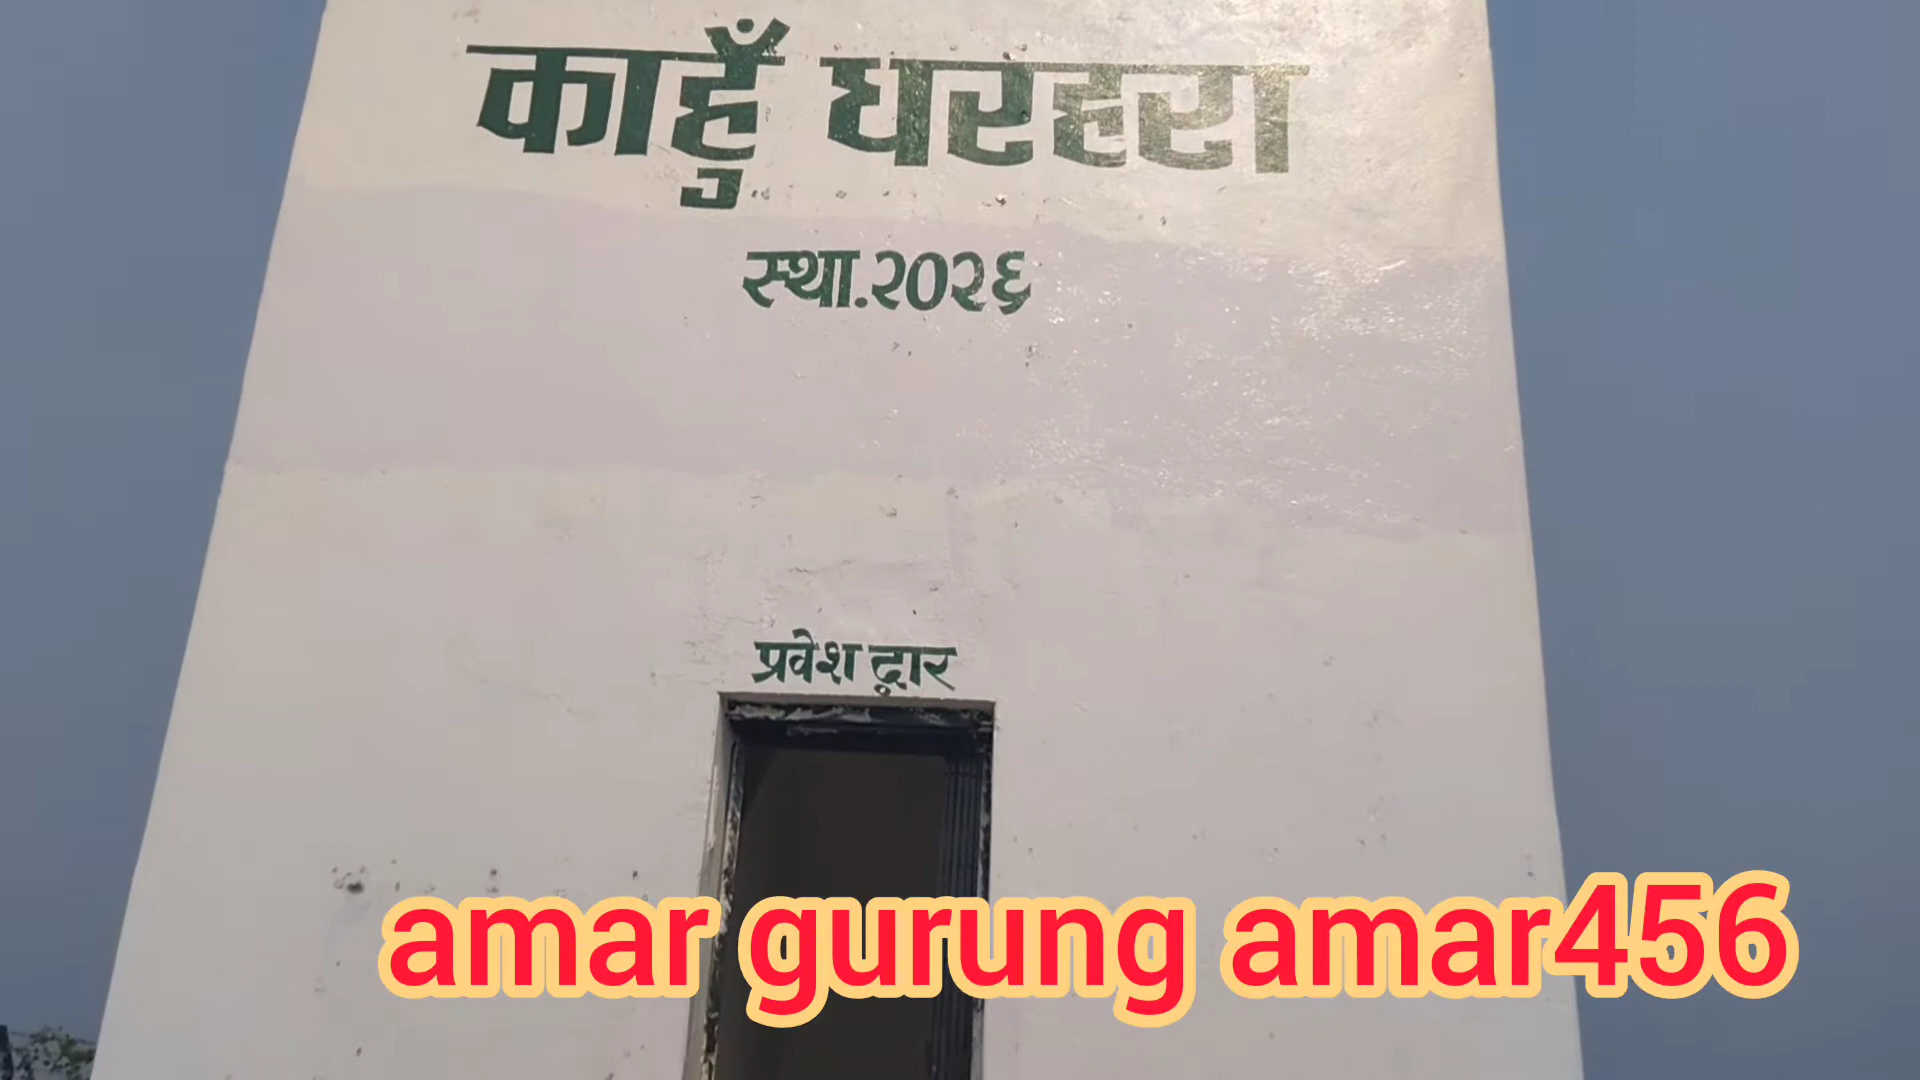 काहुँ धरहरा
स्था.२०२६
प्रवेश द्वार
amar gurung amar456